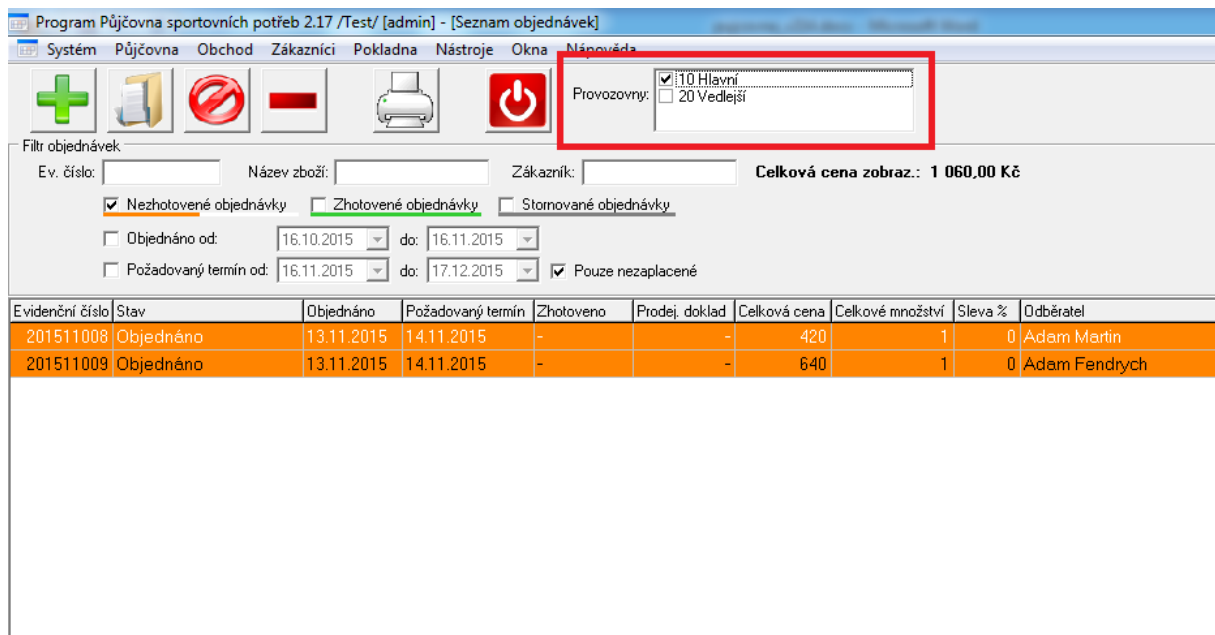 Program Půjčovna sportovních potřeb 2.17 /Test/ [admin] - [Seznam objednávek]
Systém Půjčovna Obchod Zákazníci Pokladna Nástroje Okna Nápověda
Provozovny: 10 Hlavní
20 Vedlejší
Filtr objednávek
Ev. číslo: Název zboží: Zákazník: Celková cena zobraz.: 1 060,00 Kč
Nezhotovené objednávky Zhotovené objednávky Stornované objednávky
Objednáno od: 16.10.2015 do: 16.11.2015
Požadovaný termín od: 16.11.2015 do: 17.12.2015 Pouze nezaplacené
Evidenční číslo Stav Objednáno Požadovaný termín Zhotoveno Prodej. doklad Celková cena Celkové množství Sleva % Odběratel
201511008 Objednáno 13.11.2015 14.11.2015 - - 420 1 0 Adam Martin
201511009 Objednáno 13.11.2015 14.11.2015 - - 640 1 0 Adam Fendrych